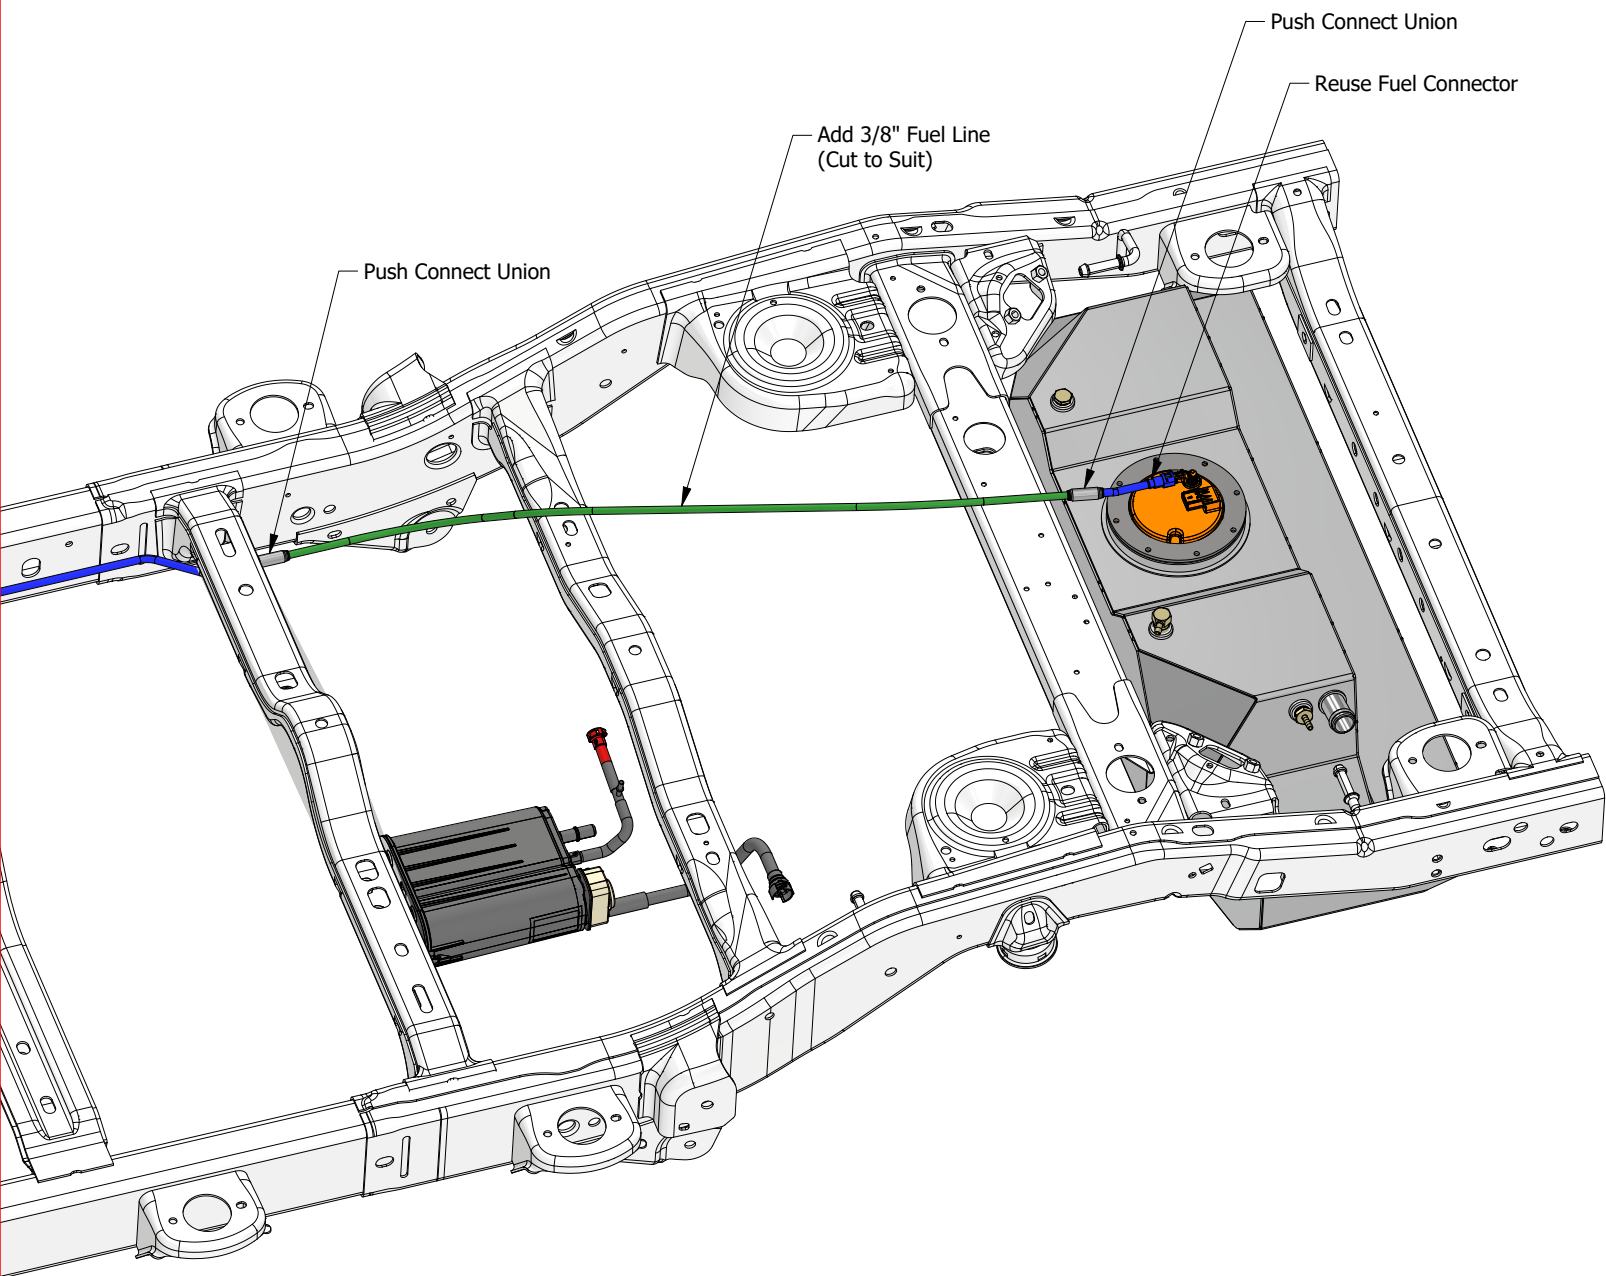 Push Connect Union
Reuse Fuel Connector
Add 3/8" Fuel Line
(Cut to Suit)
Push Connect Union